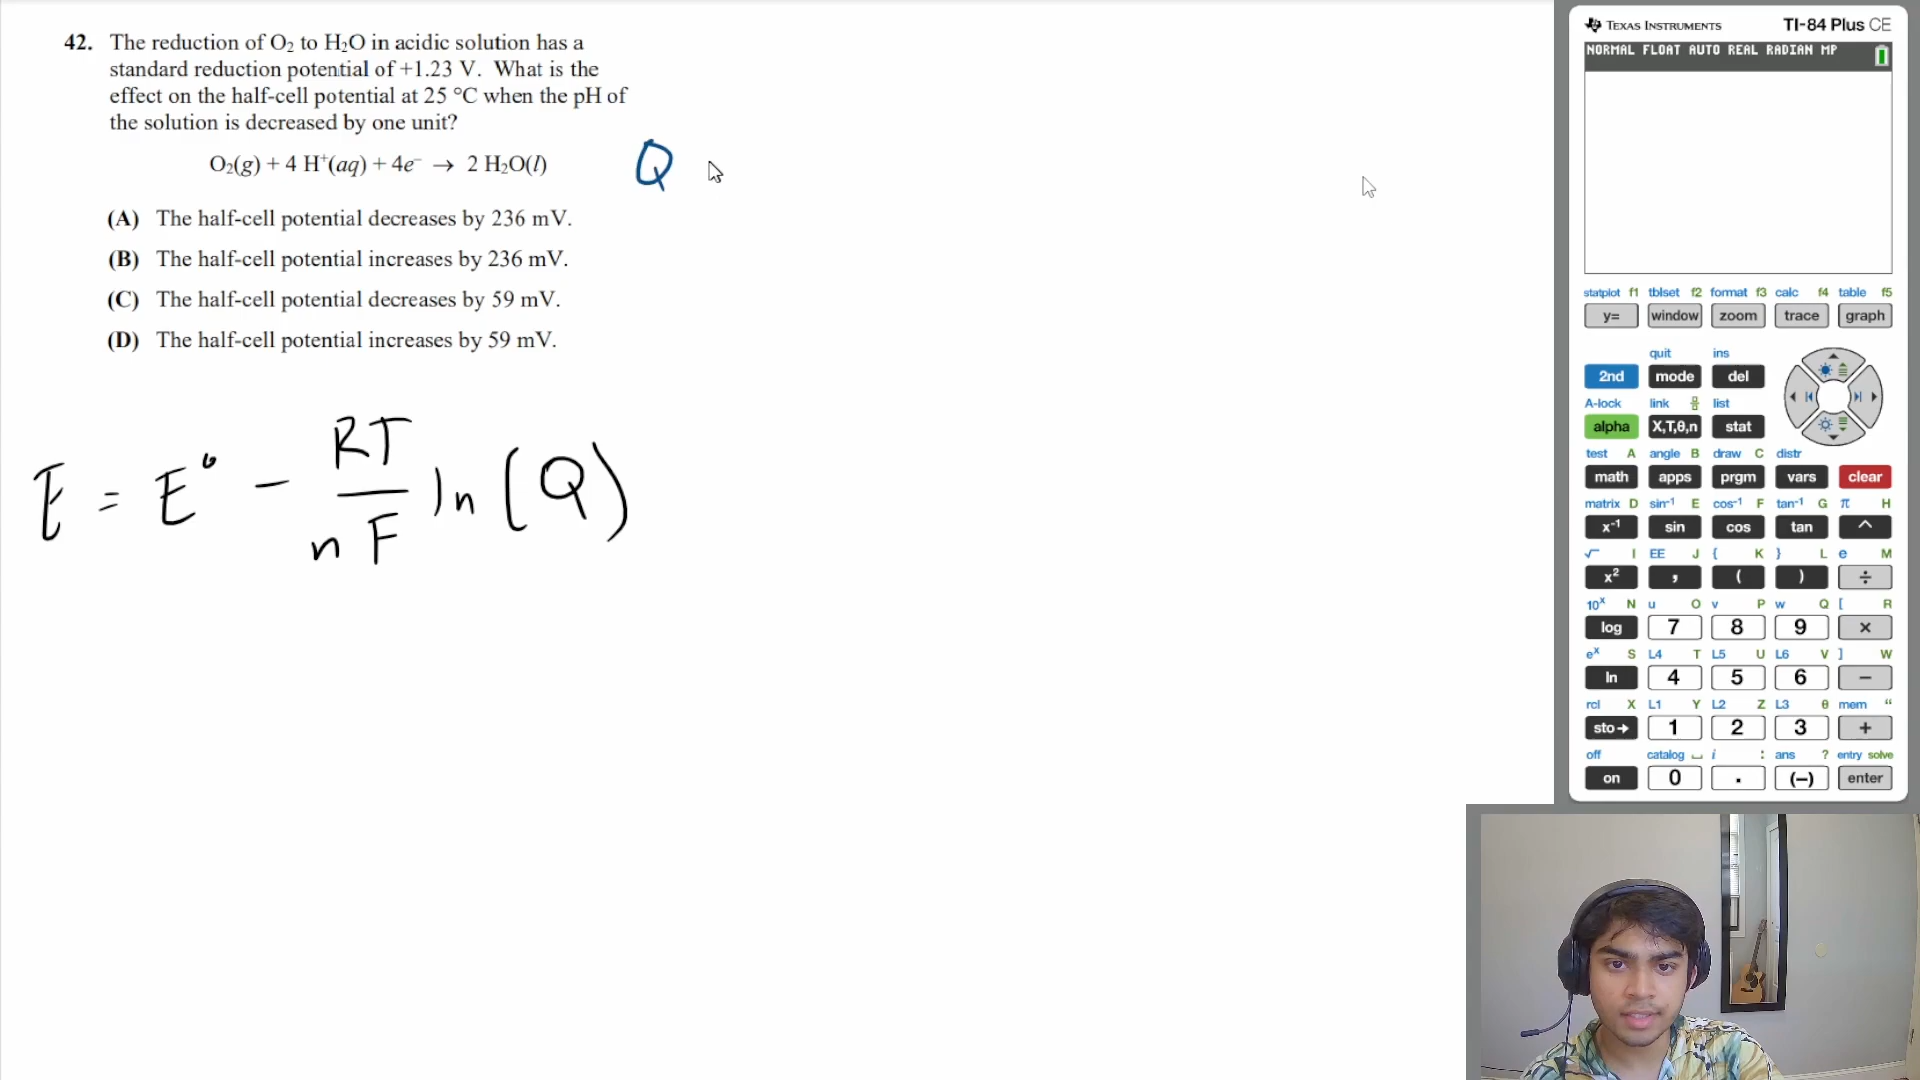 42. The reduction of O₂ to H₂O in acidic solution has a
standard reduction potential of +1.23 V. What is the
effect on the half-cell potential at 25 °C when the pH of
the solution is decreased by one unit?
O₂(g) + 4 H⁺(aq) + 4e⁻ → 2 H₂O(l)
Q
(A) The half-cell potential decreases by 236 mV.
(B) The half-cell potential increases by 236 mV.
(C) The half-cell potential decreases by 59 mV.
(D) The half-cell potential increases by 59 mV.
E = E° - RT/nF ln(Q)
TEXAS INSTRUMENTS TI-84 Plus CE
NORMAL FLOAT AUTO REAL RADIAN MP
statplot f1 tblset f2 format f3 calc f4 table f5
y= window zoom trace graph
quit ins
2nd mode del
A-lock link list
alpha X,T,θ,n stat
test A angle B draw C distr
math apps prgm vars clear
matrix D sin⁻¹ E cos⁻¹ F tan⁻¹ G π H
x⁻¹ sin cos tan ^
√ I EE J { K } L e M
x² , ( ) ÷
10ˣ N u O v P w Q [ R
log 7 8 9 ×
eˣ S L4 T L5 U L6 V ] W
ln 4 5 6 −
rcl X L1 Y L2 Z L3 θ mem “
sto→ 1 2 3 +
off catalog ⎵ i : ans ? entry solve
on 0 . (−) enter